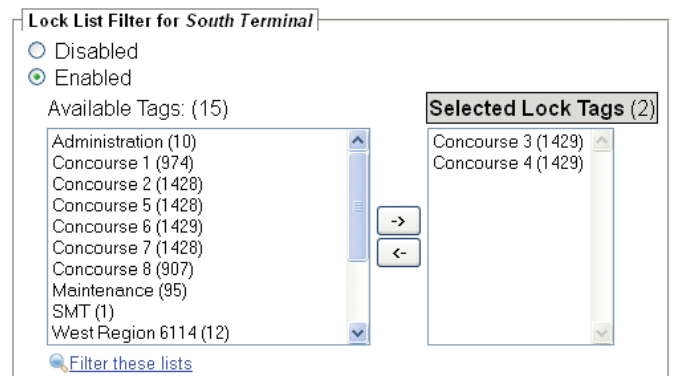 Lock List Filter for South Terminal
Disabled
Enabled
Available Tags: (15)
Selected Lock Tags (2)
Administration (10)
Concourse 1 (974)
Concourse 2 (1428)
Concourse 5 (1428)
Concourse 6 (1429)
Concourse 7 (1428)
Concourse 8 (907)
Maintenance (95)
SMT (1)
West Region 6114 (12)
->
<-
Concourse 3 (1429)
Concourse 4 (1429)
Filter these lists